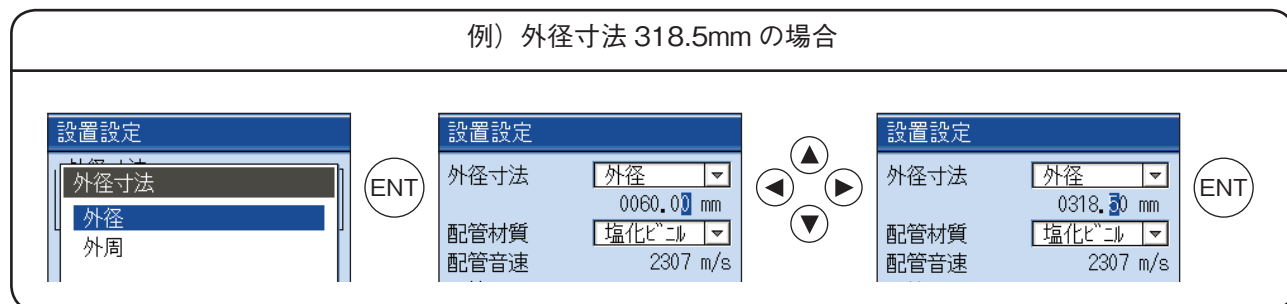 例）外径寸法 318.5mm の場合
設置設定
外径寸法
外径
外周
ENT
設置設定
外径寸法 外径
0060.00 mm
配管材質 塩化ﾋﾞﾆﾙ
配管音速 2307 m/s
設置設定
外径寸法 外径
0318.50 mm
配管材質 塩化ﾋﾞﾆﾙ
配管音速 2307 m/s
ENT